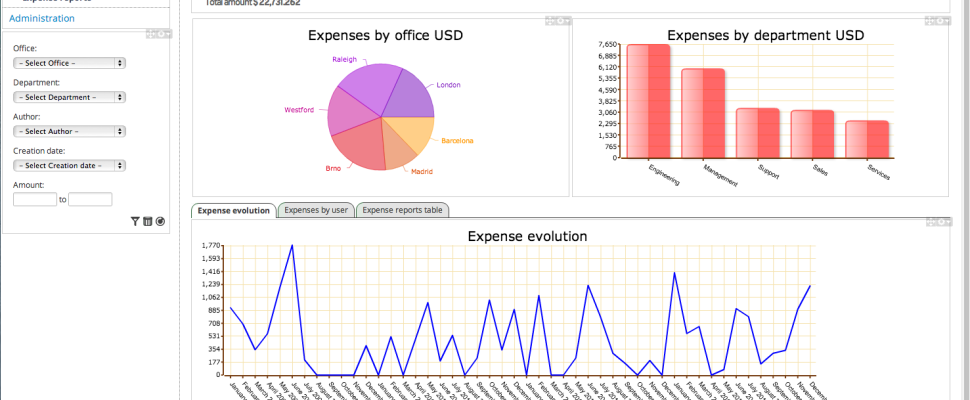 Expense reports
Total amount $ 22,731.262
Administration
Office:
- Select Office -
Department:
- Select Department -
Author:
- Select Author -
Creation date:
- Select Creation date -
Amount:
to
Expenses by office USD
Raleigh
London
Westford
Barcelona
Brno
Madrid
Expenses by department USD
7,650
6,885
6,120
5,355
4,590
3,825
3,060
2,295
1,530
765
0
Engineering
Management
Support
Sales
Services
Expense evolution
Expenses by user
Expense reports table
Expense evolution
1,770
1,593
1,416
1,239
1,062
885
708
531
354
177
0